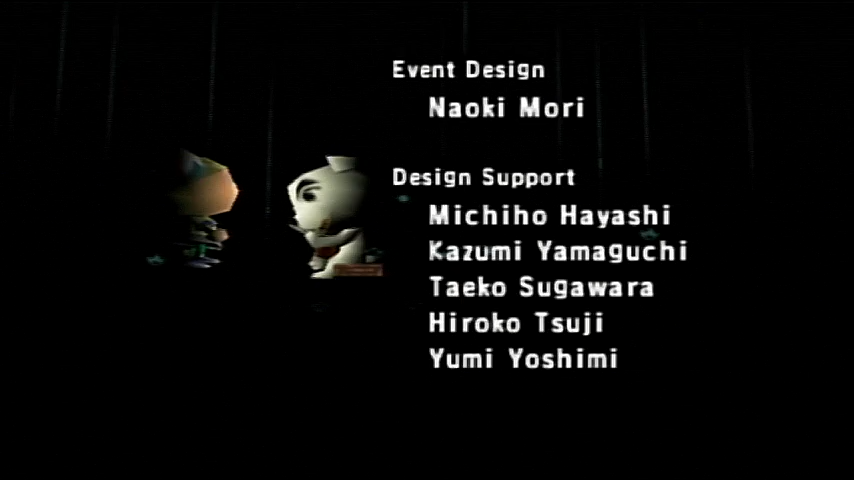 Event Design
Naoki Mori
Design Support
Michiho Hayashi
Kazumi Yamaguchi
Taeko Sugawara
Hiroko Tsuji
Yumi Yoshimi